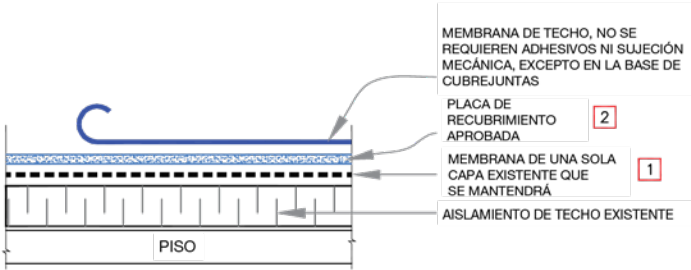 MEMBRANA DE TECHO, NO SE
REQUIEREN ADHESIVOS NI SUJECIÓN
MECÁNICA, EXCEPTO EN LA BASE DE
CUBREJUNTAS
PLACA DE
RECUBRIMIENTO
APROBADA
2
MEMBRANA DE UNA SOLA
CAPA EXISTENTE QUE
SE MANTENDRÁ
1
AISLAMIENTO DE TECHO EXISTENTE
PISO